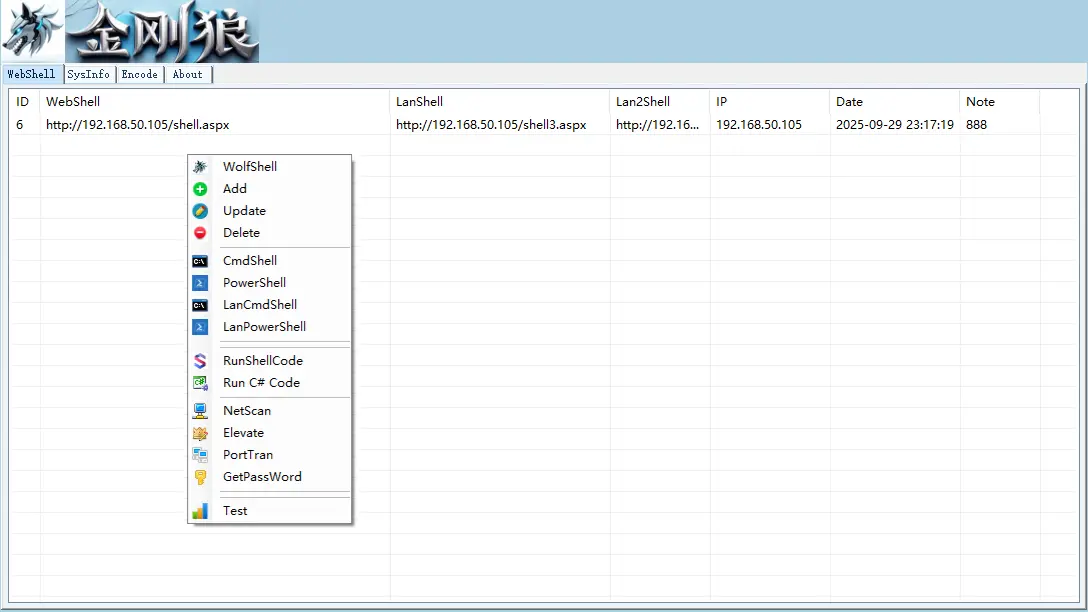 金刚狼
WebShell SysInfo Encode About
ID WebShell LanShell Lan2Shell IP Date Note
6 http://192.168.50.105/shell.aspx http://192.168.50.105/shell3.aspx http://192.16... 192.168.50.105 2025-09-29 23:17:19 888
WolfShell
Add
Update
Delete
C:\ CmdShell
PowerShell
C:\ LanCmdShell
LanPowerShell
RunShellCode
C# Run C# Code
NetScan
Elevate
PortTran
GetPassWord
Test